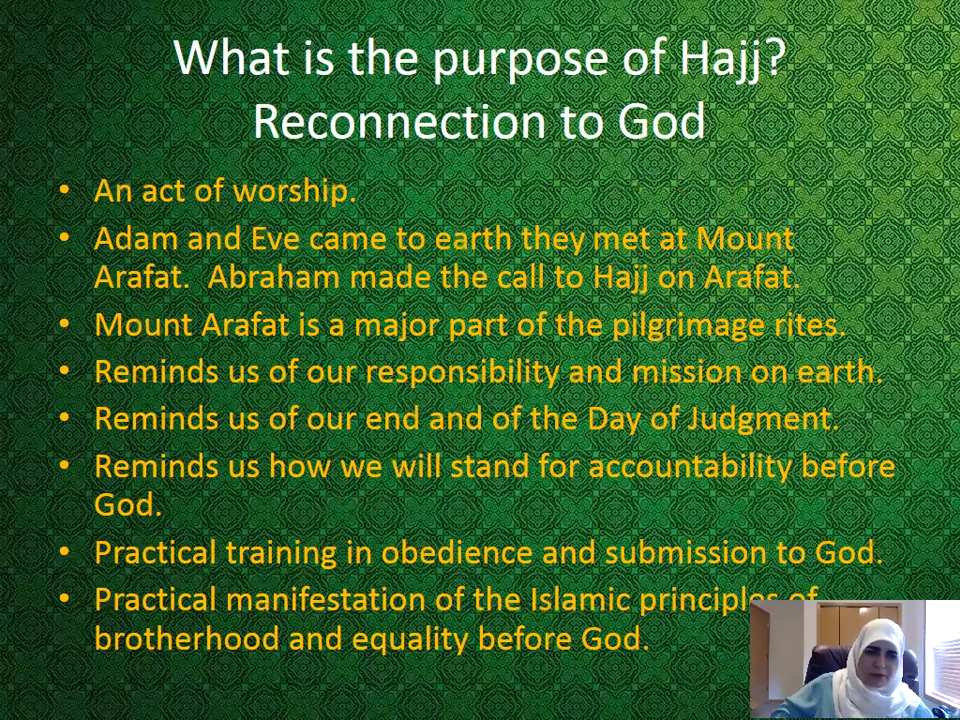 What is the purpose of Hajj?
Reconnection to God
• An act of worship.
• Adam and Eve came to earth they met at Mount
Arafat.  Abraham made the call to Hajj on Arafat.
• Mount Arafat is a major part of the pilgrimage rites.
• Reminds us of our responsibility and mission on earth.
• Reminds us of our end and of the Day of Judgment.
• Reminds us how we will stand for accountability before
God.
• Practical training in obedience and submission to God.
• Practical manifestation of the Islamic principles of
brotherhood and equality before God.